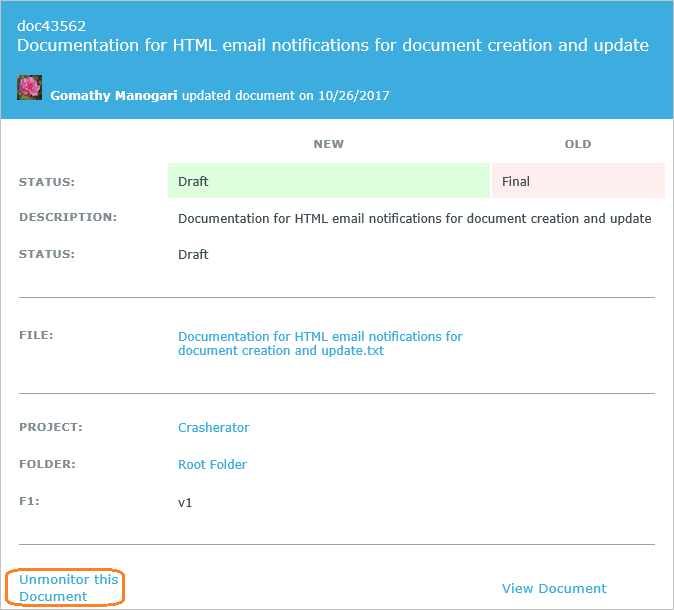 doc43562
Documentation for HTML email notifications for document creation and update
Gomathy Manogari updated document on 10/26/2017
NEW OLD
STATUS: Draft Final
DESCRIPTION: Documentation for HTML email notifications for document creation and update
STATUS: Draft
FILE: Documentation for HTML email notifications for
document creation and update.txt
PROJECT: Crasherator
FOLDER: Root Folder
F1: v1
Unmonitor this
Document
View Document